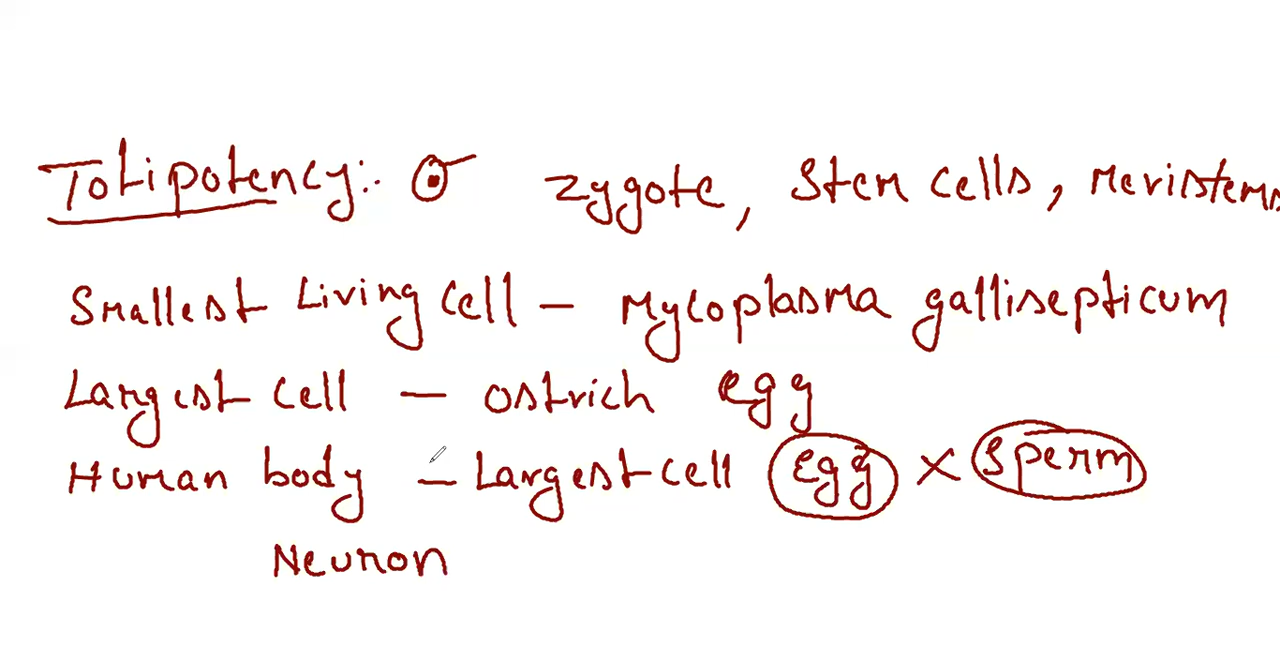 Totipotency:- Zygote, Stem cells, Meristems
Smallest Living cell - Mycoplasma gallisepticum
Largest cell - ostrich egg
Human body - Largest cell egg × sperm
Neuron